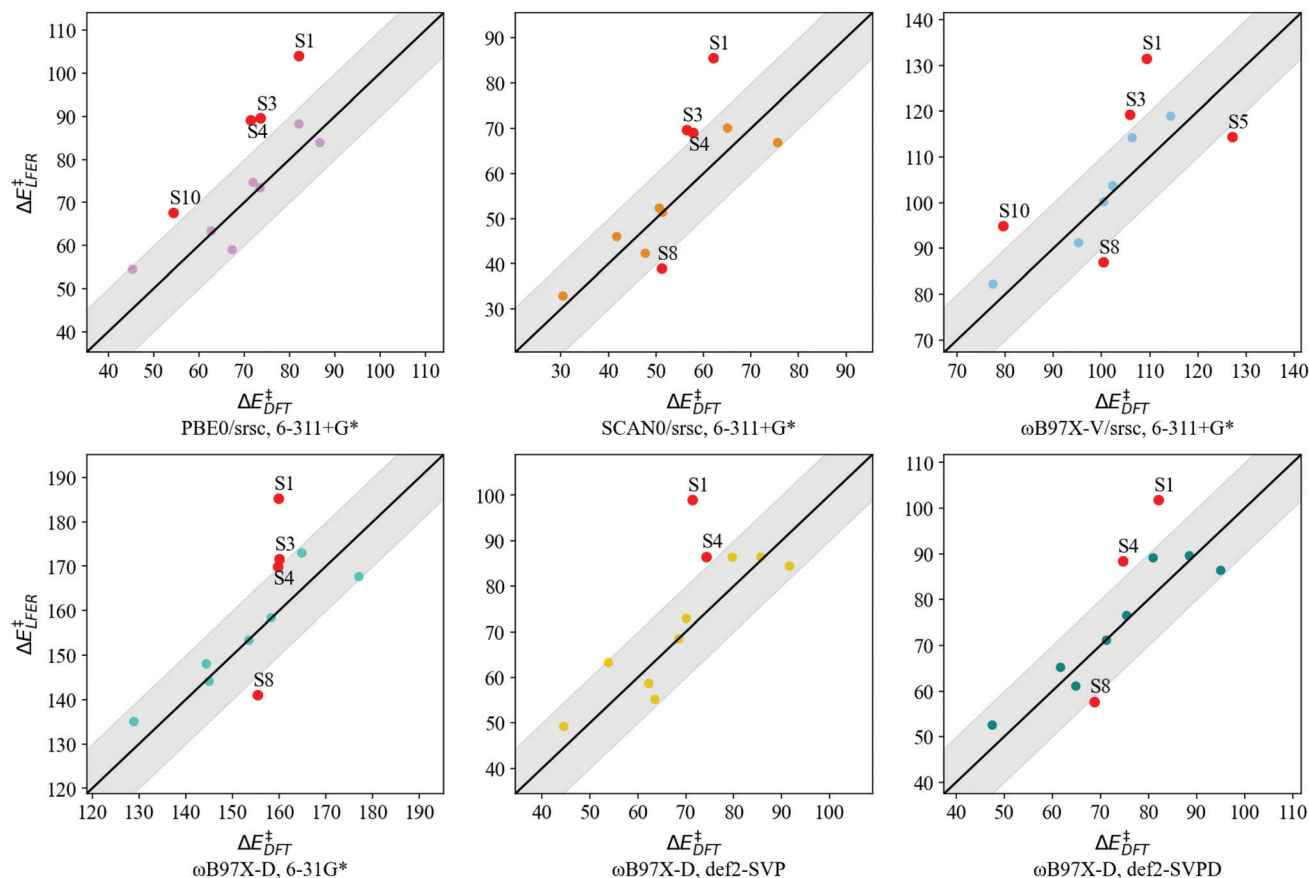 110
100
90
80
70
60
50
40
ΔE‡LFER
S1
S3
S4
S10
40 50 60 70 80 90 100 110
ΔE‡DFT
PBE0/srsc, 6-311+G*
90
80
70
60
50
40
30
S1
S3
S4
S8
30 40 50 60 70 80 90
ΔE‡DFT
SCAN0/srsc, 6-311+G*
140
130
120
110
100
90
80
70
S1
S3
S5
S10
S8
70 80 90 100 110 120 130 140
ΔE‡DFT
ωB97X-V/srsc, 6-311+G*
190
180
170
160
150
140
130
120
ΔE‡LFER
S1
S3
S4
S8
120 130 140 150 160 170 180 190
ΔE‡DFT
ωB97X-D, 6-31G*
100
90
80
70
60
50
40
S1
S4
40 50 60 70 80 90 100
ΔE‡DFT
ωB97X-D, def2-SVP
110
100
90
80
70
60
50
40
S1
S4
S8
40 50 60 70 80 90 100 110
ΔE‡DFT
ωB97X-D, def2-SVPD